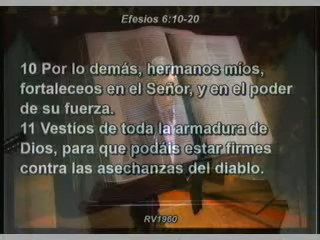 Efesios 6:10-20
10 Por lo demás, hermanos míos,
fortaleceos en el Señor, y en el poder
de su fuerza.
11 Vestíos de toda la armadura de
Dios, para que podáis estar firmes
contra las asechanzas del diablo.
RV1960